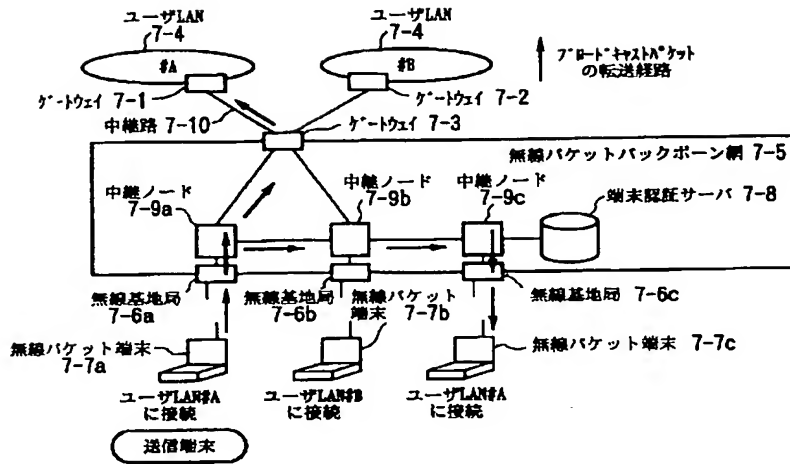 ユーザLAN
7-4
#A
ゲートウェイ 7-1
中継路 7-10
ユーザLAN
7-4
#B
ゲートウェイ 7-2
ゲートウェイ 7-3
ブロードキャストパケット
の転送経路
無線パケットバックボーン網 7-5
中継ノード
7-9a
中継ノード
7-9b
中継ノード
7-9c
端末認証サーバ 7-8
無線基地局
7-6a
無線基地局
7-6b
無線パケット
端末 7-7b
無線基地局
7-6c
無線パケット端末
7-7a
無線パケット端末 7-7c
ユーザLAN#A
に接続
ユーザLAN#B
に接続
ユーザLAN#A
に接続
送信端末